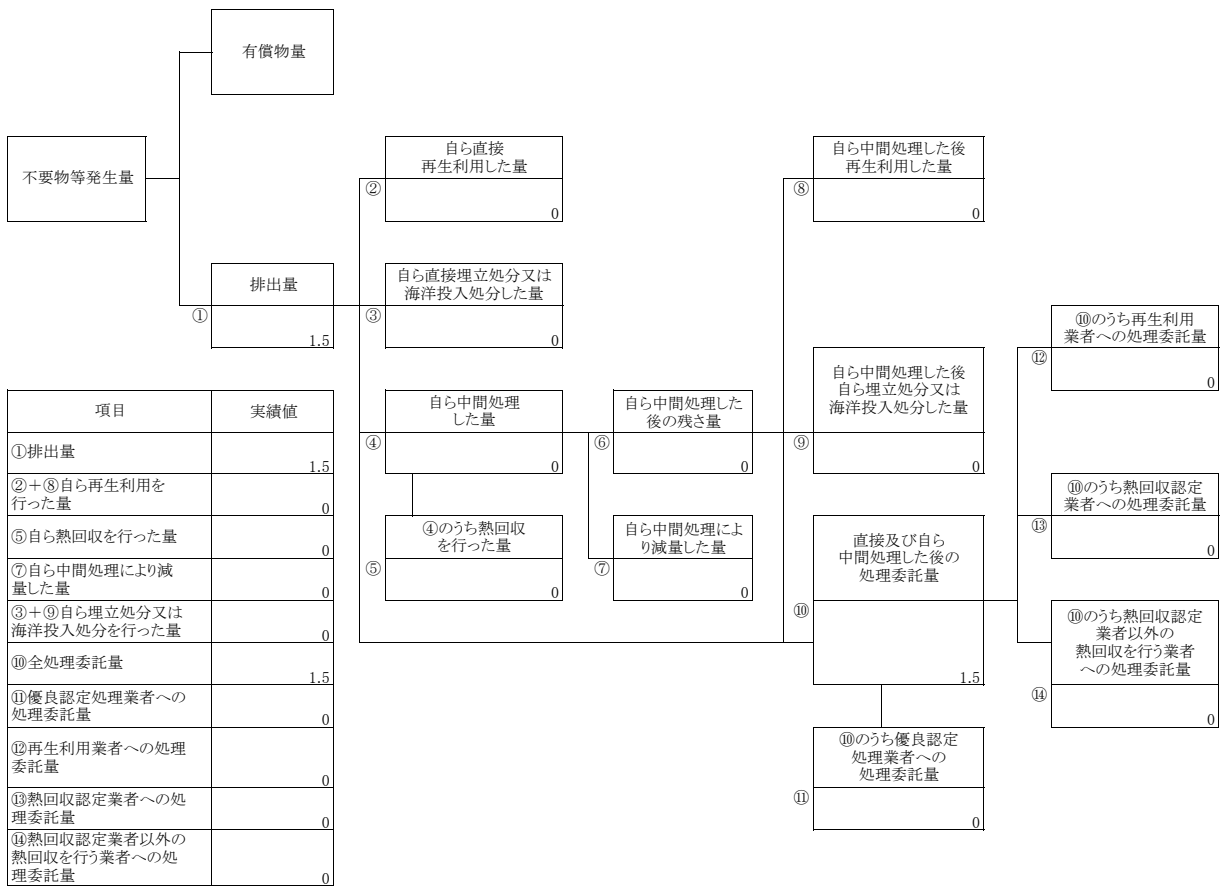 有償物量
不要物等発生量
自ら直接
再生利用した量
②
0
自ら中間処理した後
再生利用した量
⑧
0
排出量
①
1.5
自ら直接埋立処分又は
海洋投入処分した量
③
0
⑩のうち再生利用
業者への処理委託量
⑫
0
自ら中間処理
した量
④
0
自ら中間処理した
後の残さ量
⑥
0
自ら中間処理した後
自ら埋立処分又は
海洋投入処分した量
⑨
0
⑩のうち熱回収認定
業者への処理委託量
⑬
0
④のうち熱回収
を行った量
⑤
0
自ら中間処理によ
り減量した量
⑦
0
直接及び自ら
中間処理した後の
処理委託量
⑩
1.5
⑩のうち熱回収認定
業者以外の
熱回収を行う業者
への処理委託量
⑭
0
⑩のうち優良認定
処理業者への
処理委託量
⑪
0
項目
実績値
①排出量
1.5
②+⑧自ら再生利用を
行った量
0
⑤自ら熱回収を行った量
0
⑦自ら中間処理により減
量した量
0
③+⑨自ら埋立処分又は
海洋投入処分を行った量
0
⑩全処理委託量
1.5
⑪優良認定処理業者への
処理委託量
0
⑫再生利用業者への処理
委託量
0
⑬熱回収認定業者への処
理委託量
0
⑭熱回収認定業者以外の
熱回収を行う業者への処
理委託量
0